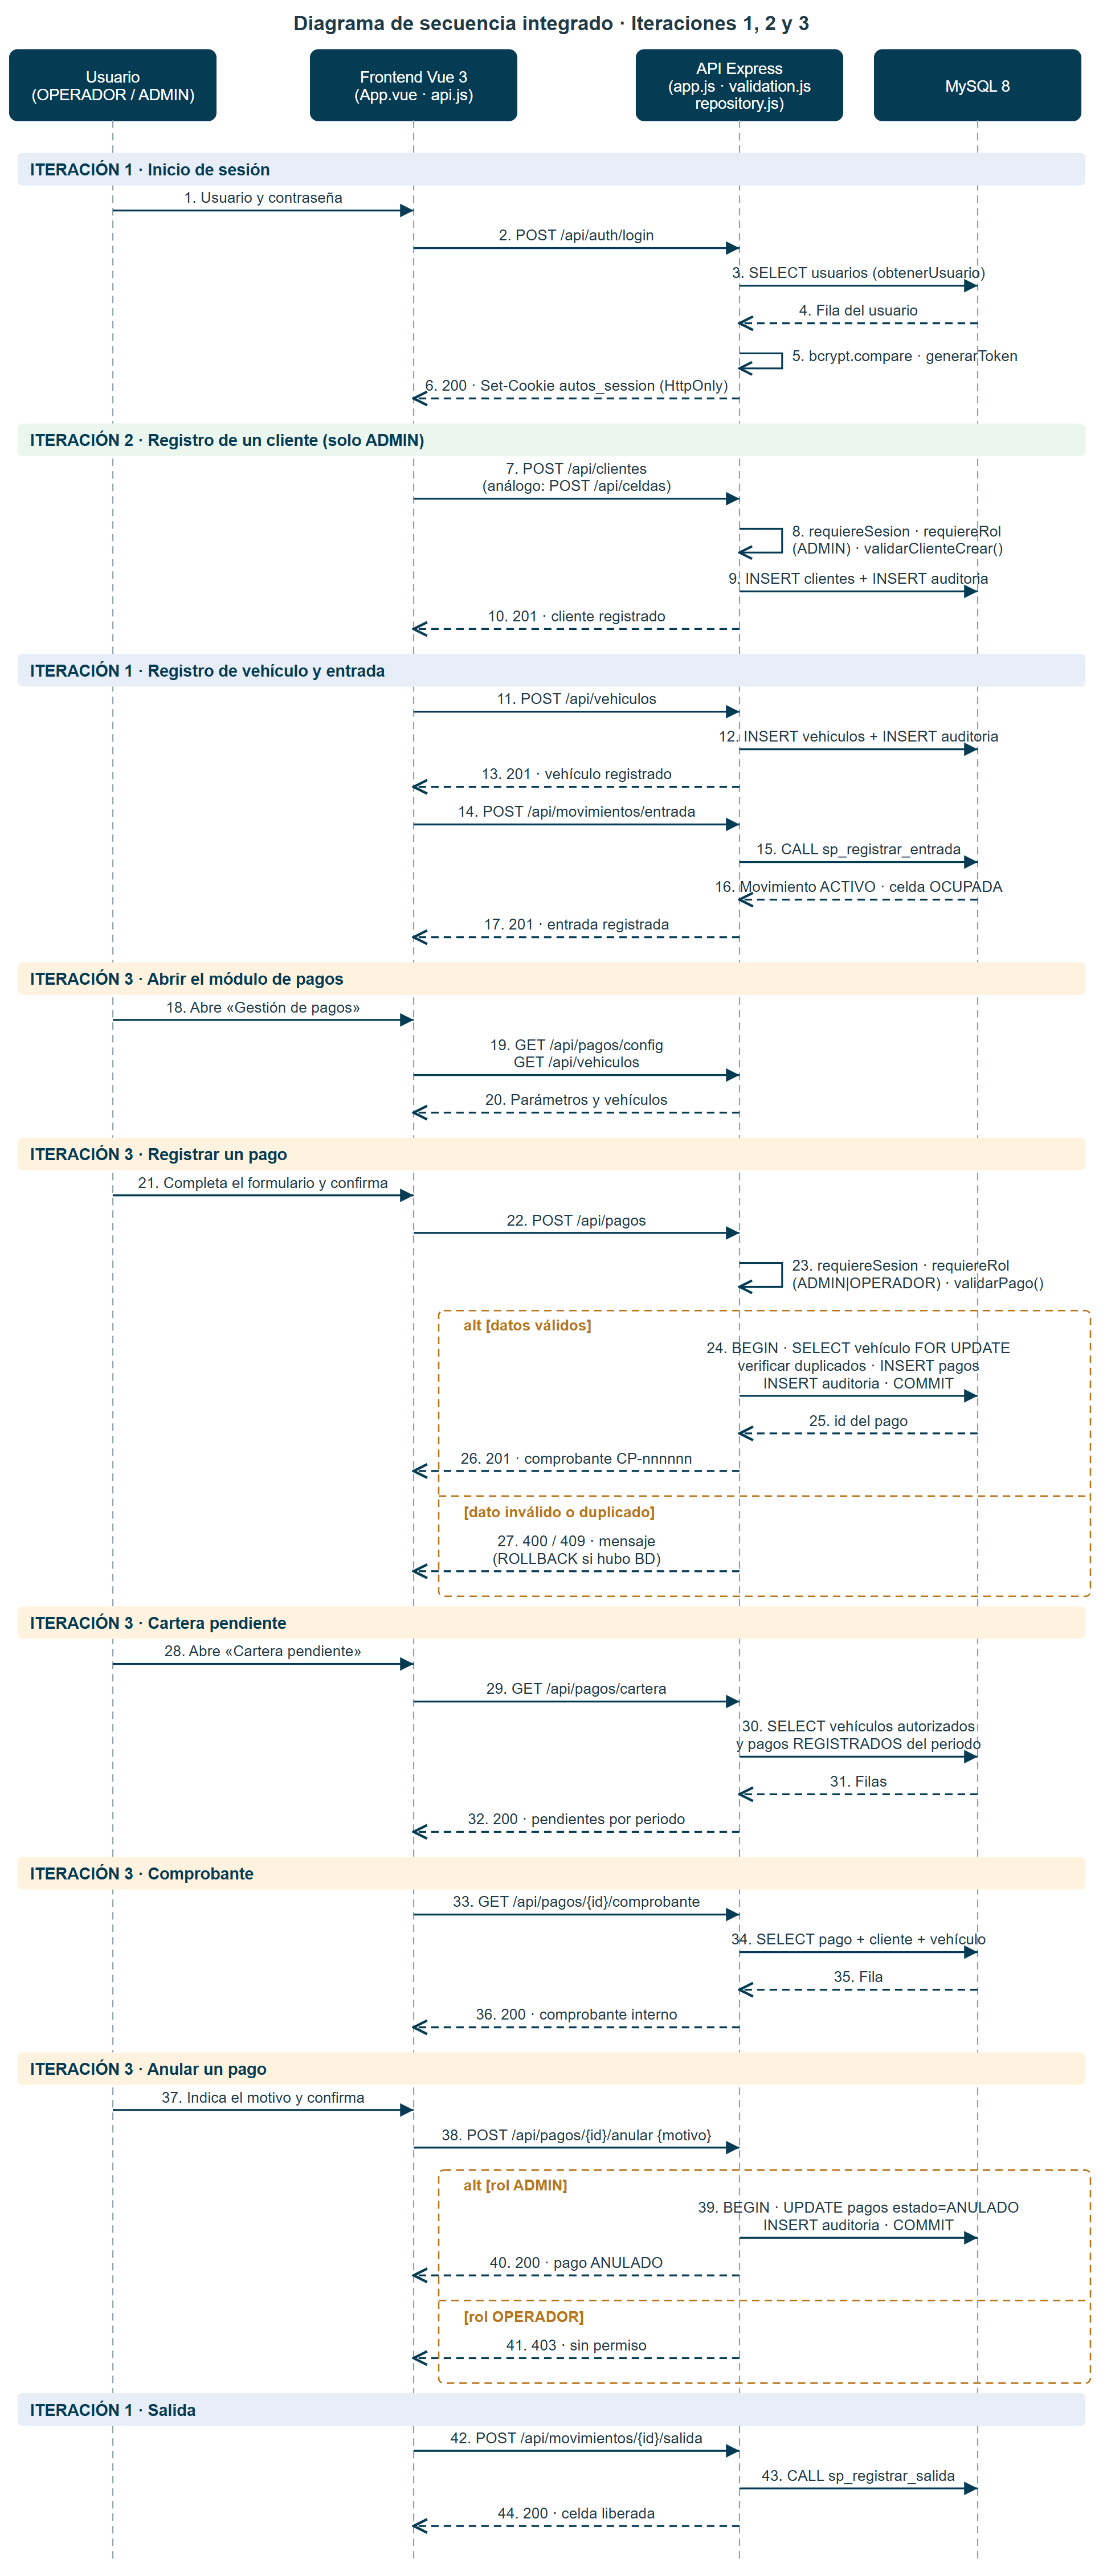 Diagrama de secuencia integrado · Iteraciones 1, 2 y 3
Usuario
(OPERADOR / ADMIN)
Frontend Vue 3
(App.vue · api.js)
API Express
(app.js · validation.js
repository.js)
MySQL 8
ITERACIÓN 1 · Inicio de sesión
1. Usuario y contraseña
2. POST /api/auth/login
3. SELECT usuarios (obtenerUsuario)
4. Fila del usuario
5. bcrypt.compare · generarToken
6. 200 · Set-Cookie autos_session (HttpOnly)
ITERACIÓN 2 · Registro de un cliente (solo ADMIN)
7. POST /api/clientes
(análogo: POST /api/celdas)
8. requiereSesion · requiereRol
(ADMIN) · validarClienteCrear()
9. INSERT clientes + INSERT auditoria
10. 201 · cliente registrado
ITERACIÓN 1 · Registro de vehículo y entrada
11. POST /api/vehiculos
12. INSERT vehiculos + INSERT auditoria
13. 201 · vehículo registrado
14. POST /api/movimientos/entrada
15. CALL sp_registrar_entrada
16. Movimiento ACTIVO · celda OCUPADA
17. 201 · entrada registrada
ITERACIÓN 3 · Abrir el módulo de pagos
18. Abre «Gestión de pagos»
19. GET /api/pagos/config
GET /api/vehiculos
20. Parámetros y vehículos
ITERACIÓN 3 · Registrar un pago
21. Completa el formulario y confirma
22. POST /api/pagos
23. requiereSesion · requiereRol
(ADMIN|OPERADOR) · validarPago()
alt [datos válidos]
24. BEGIN · SELECT vehículo FOR UPDATE
verificar duplicados · INSERT pagos
INSERT auditoria · COMMIT
25. id del pago
26. 201 · comprobante CP-nnnnnn
[dato inválido o duplicado]
27. 400 / 409 · mensaje
(ROLLBACK si hubo BD)
ITERACIÓN 3 · Cartera pendiente
28. Abre «Cartera pendiente»
29. GET /api/pagos/cartera
30. SELECT vehículos autorizados
y pagos REGISTRADOS del periodo
31. Filas
32. 200 · pendientes por periodo
ITERACIÓN 3 · Comprobante
33. GET /api/pagos/{id}/comprobante
34. SELECT pago + cliente + vehículo
35. Fila
36. 200 · comprobante interno
ITERACIÓN 3 · Anular un pago
37. Indica el motivo y confirma
38. POST /api/pagos/{id}/anular {motivo}
alt [rol ADMIN]
39. BEGIN · UPDATE pagos estado=ANULADO
INSERT auditoria · COMMIT
40. 200 · pago ANULADO
[rol OPERADOR]
41. 403 · sin permiso
ITERACIÓN 1 · Salida
42. POST /api/movimientos/{id}/salida
43. CALL sp_registrar_salida
44. 200 · celda liberada